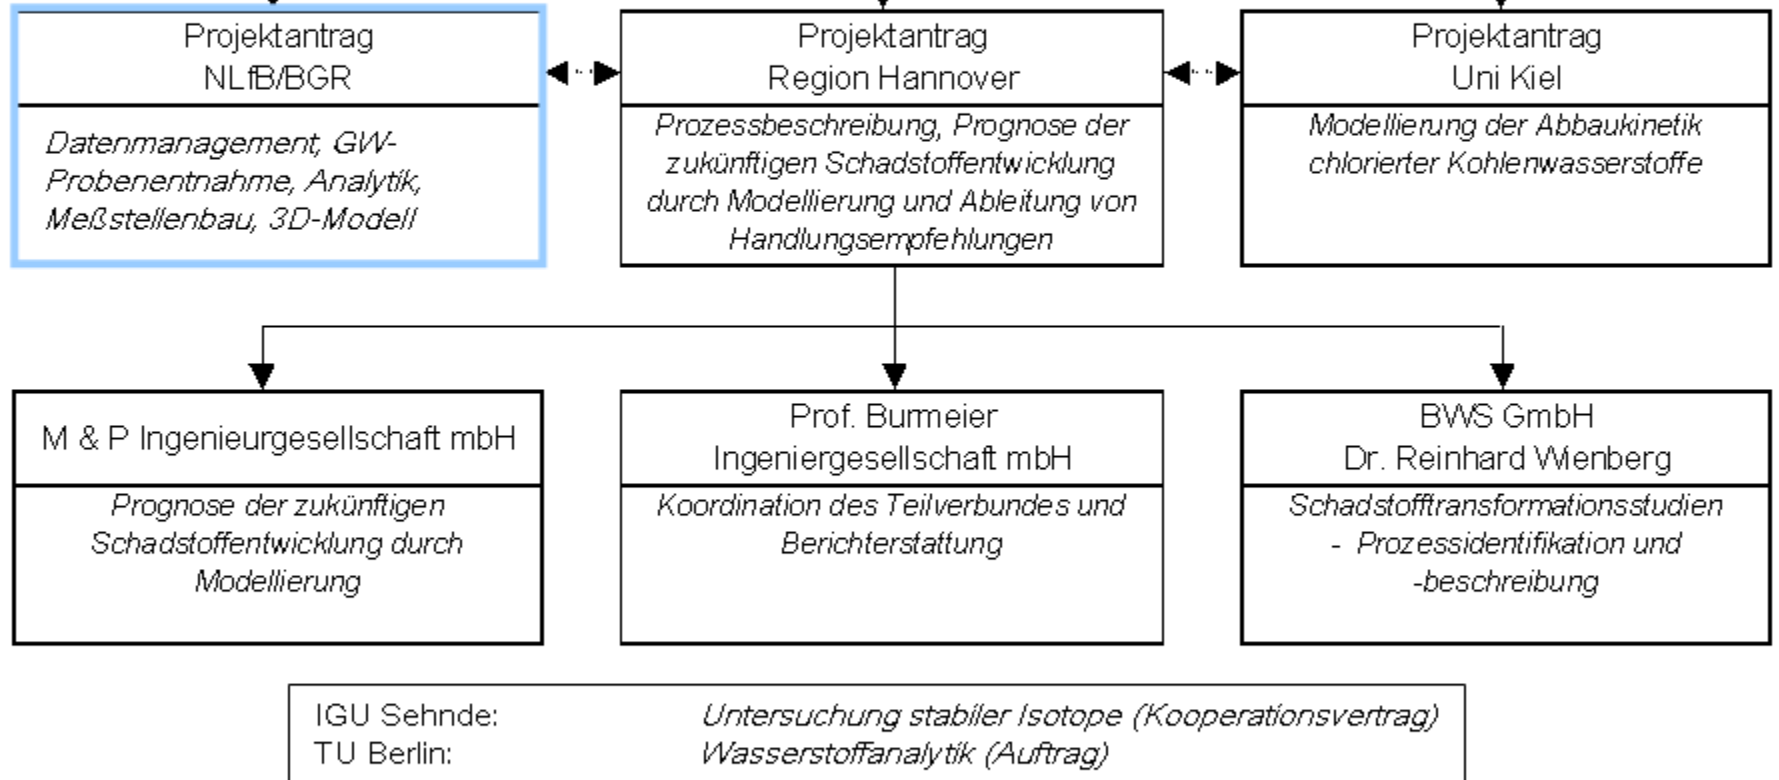 Projektantrag
NLfB/BGR
Datenmanagement, GW-
Probenentnahme, Analytik,
Meßstellenbau, 3D-Modell
Projektantrag
Region Hannover
Prozessbeschreibung, Prognose der
zukünftigen Schadstoffentwicklung
durch Modellierung und Ableitung von
Handlungsempfehlungen
Projektantrag
Uni Kiel
Modellierung der Abbaukinetik
chlorierter Kohlenwasserstoffe
M & P Ingenieurgesellschaft mbH
Prognose der zukünftigen
Schadstoffentwicklung durch
Modellierung
Prof. Burmeier
Ingeniergesellschaft mbH
Koordination des Teilverbundes und
Berichterstattung
BWS GmbH
Dr. Reinhard Wienberg
Schadstofftransformationsstudien
- Prozessidentifikation und
-beschreibung
IGU Sehnde: Untersuchung stabiler Isotope (Kooperationsvertrag)
TU Berlin: Wasserstoffanalytik (Auftrag)